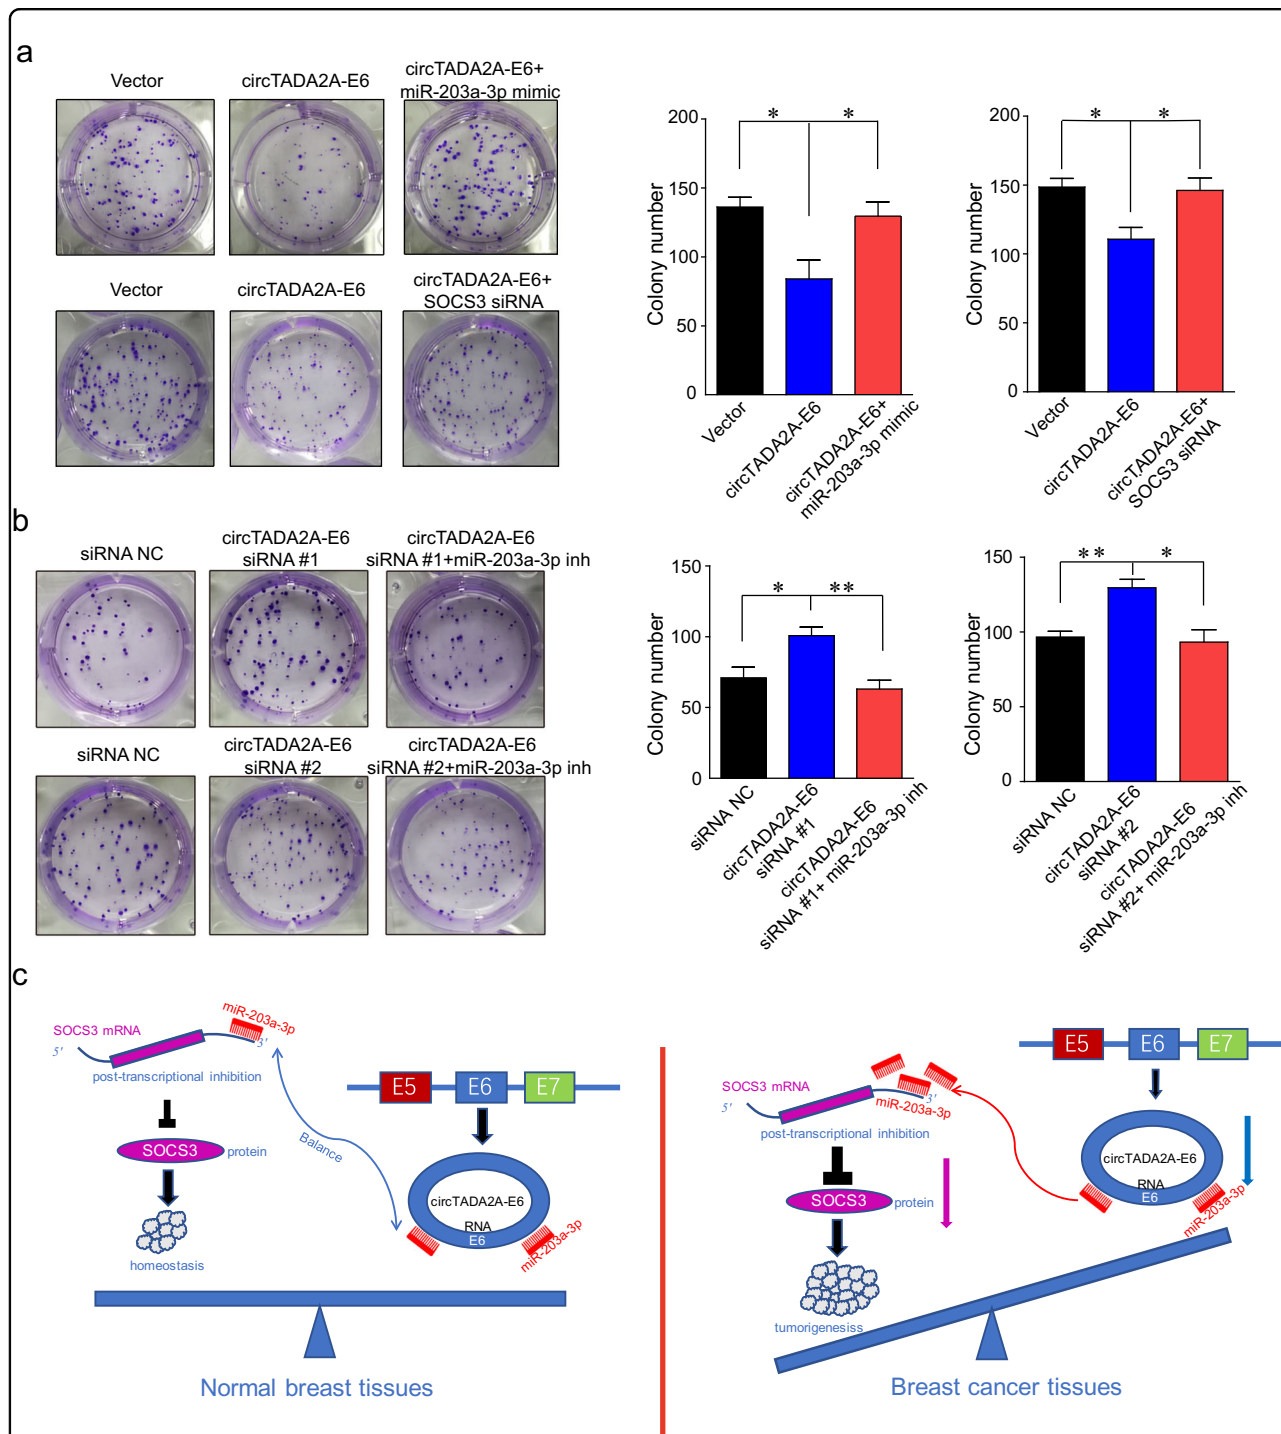 a
Vector
circTADA2A-E6
circTADA2A-E6+
miR-203a-3p mimic
Vector
circTADA2A-E6
circTADA2A-E6+
SOCS3 siRNA
Colony number
200
150
100
50
0
* *
Vector
circTADA2A-E6
circTADA2A-E6+
miR-203a-3p mimic
Colony number
200
150
100
50
0
* *
Vector
circTADA2A-E6
circTADA2A-E6+
SOCS3 siRNA
b
siRNA NC
circTADA2A-E6
siRNA #1
circTADA2A-E6
siRNA #1+miR-203a-3p inh
siRNA NC
circTADA2A-E6
siRNA #2
circTADA2A-E6
siRNA #2+miR-203a-3p inh
Colony number
150
100
50
0
* **
siRNA NC
circTADA2A-E6
siRNA #1
circTADA2A-E6
siRNA #1+ miR-203a-3p inh
Colony number
150
100
50
0
** *
siRNA NC
circTADA2A-E6
siRNA #2
circTADA2A-E6
siRNA #2+ miR-203a-3p inh
c
miR-203a-3p
SOCS3 mRNA
5'
3'
post-transcriptional inhibition
SOCS3
protein
homeostasis
Balance
E5
E6
E7
circTADA2A-E6
RNA
E6
miR-203a-3p
Normal breast tissues
SOCS3 mRNA
5'
3'
miR-203a-3p
post-transcriptional inhibition
SOCS3
protein
tumorigenesiss
E5
E6
E7
circTADA2A-E6
RNA
E6
miR-203a-3p
Breast cancer tissues